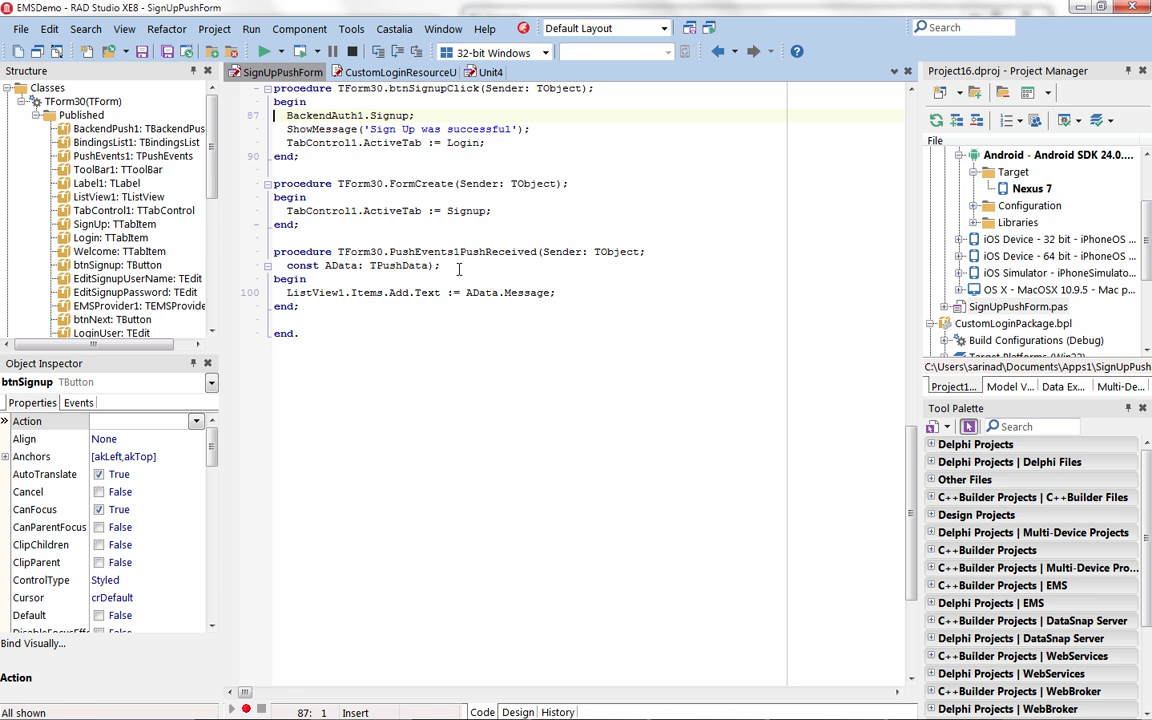 EMSDemo - RAD Studio XE8 - SignUpPushForm
File Edit Search View Refactor Project Run Component Tools Castalia Window Help
Default Layout
Search
32-bit Windows
Structure
Classes
TForm30(TForm)
Published
BackendPush1: TBackendPus
BindingsList1: TBindingsList
PushEvents1: TPushEvents
ToolBar1: TToolBar
Label1: TLabel
ListView1: TListView
TabControl1: TTabControl
SignUp: TTabItem
Login: TTabItem
Welcome: TTabItem
btnSignup: TButton
EditSignupUserName: TEdit
EditSignupPassword: TEdit
EMSProvider1: TEMSProvide
btnNext: TButton
LoginUser: TEdit
Object Inspector
btnSignup TButton
Properties Events
Action
Align None
Anchors [akLeft,akTop]
AutoTranslate True
Cancel False
CanFocus True
CanParentFocus False
ClipChildren False
ClipParent False
ControlType Styled
Cursor crDefault
Default False
DisableFocusEffe False
Bind Visually...
Action
All shown
SignUpPushForm CustomLoginResourceU Unit4
procedure TForm30.btnSignupClick(Sender: TObject);
begin
87 BackendAuth1.Signup;
ShowMessage('Sign Up was successful');
TabControl1.ActiveTab := Login;
90 end;
procedure TForm30.FormCreate(Sender: TObject);
begin
TabControl1.ActiveTab := Signup;
end;
procedure TForm30.PushEvents1PushReceived(Sender: TObject;
const AData: TPushData);
begin
100 ListView1.Items.Add.Text := AData.Message;
end;
end.
87: 1 Insert Code Design History
Project16.dproj - Project Manager
File
Android - Android SDK 24.0....
Target
Nexus 7
Configuration
Libraries
iOS Device - 32 bit - iPhoneOS ...
iOS Device - 64 bit - iPhoneOS ...
iOS Simulator - iPhoneOS ...
OS X - MacOSX 10.9.5 - Mac p...
SignUpPushForm.pas
CustomLoginPackage.bpl
Build Configurations (Debug)
Target Platforms (Win32)
C:\Users\sarinad\Documents\Apps1\SignUpPush
Project1... Model V... Data Ex... Multi-De...
Tool Palette
Search
Delphi Projects
Delphi Projects | Delphi Files
Other Files
C++Builder Projects | C++Builder Files
Design Projects
Delphi Projects | Multi-Device Projects
C++Builder Projects
C++Builder Projects | Multi-Device Pro...
C++Builder Projects | EMS
Delphi Projects | EMS
C++Builder Projects | DataSnap Server
Delphi Projects | DataSnap Server
C++Builder Projects | WebServices
Delphi Projects | WebServices
C++Builder Projects | WebBroker
Delphi Projects | WebBroker